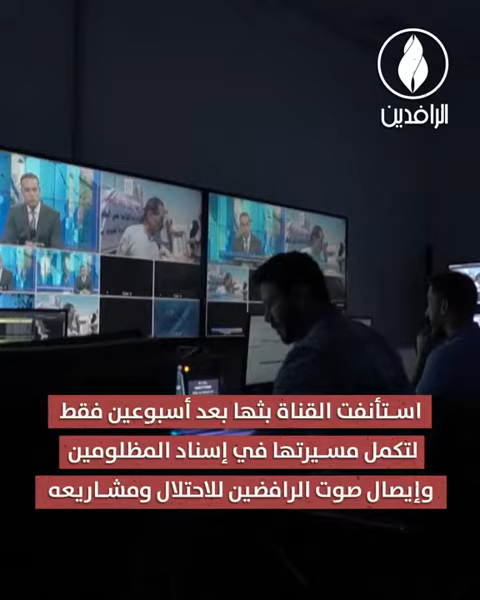 الرافدين
استأنفت القناة بثها بعد أسبوعين فقط
لتكمل مسيرتها في إسناد المظلومين
وإيصال صوت الرافضين للاحتلال ومشاريعه